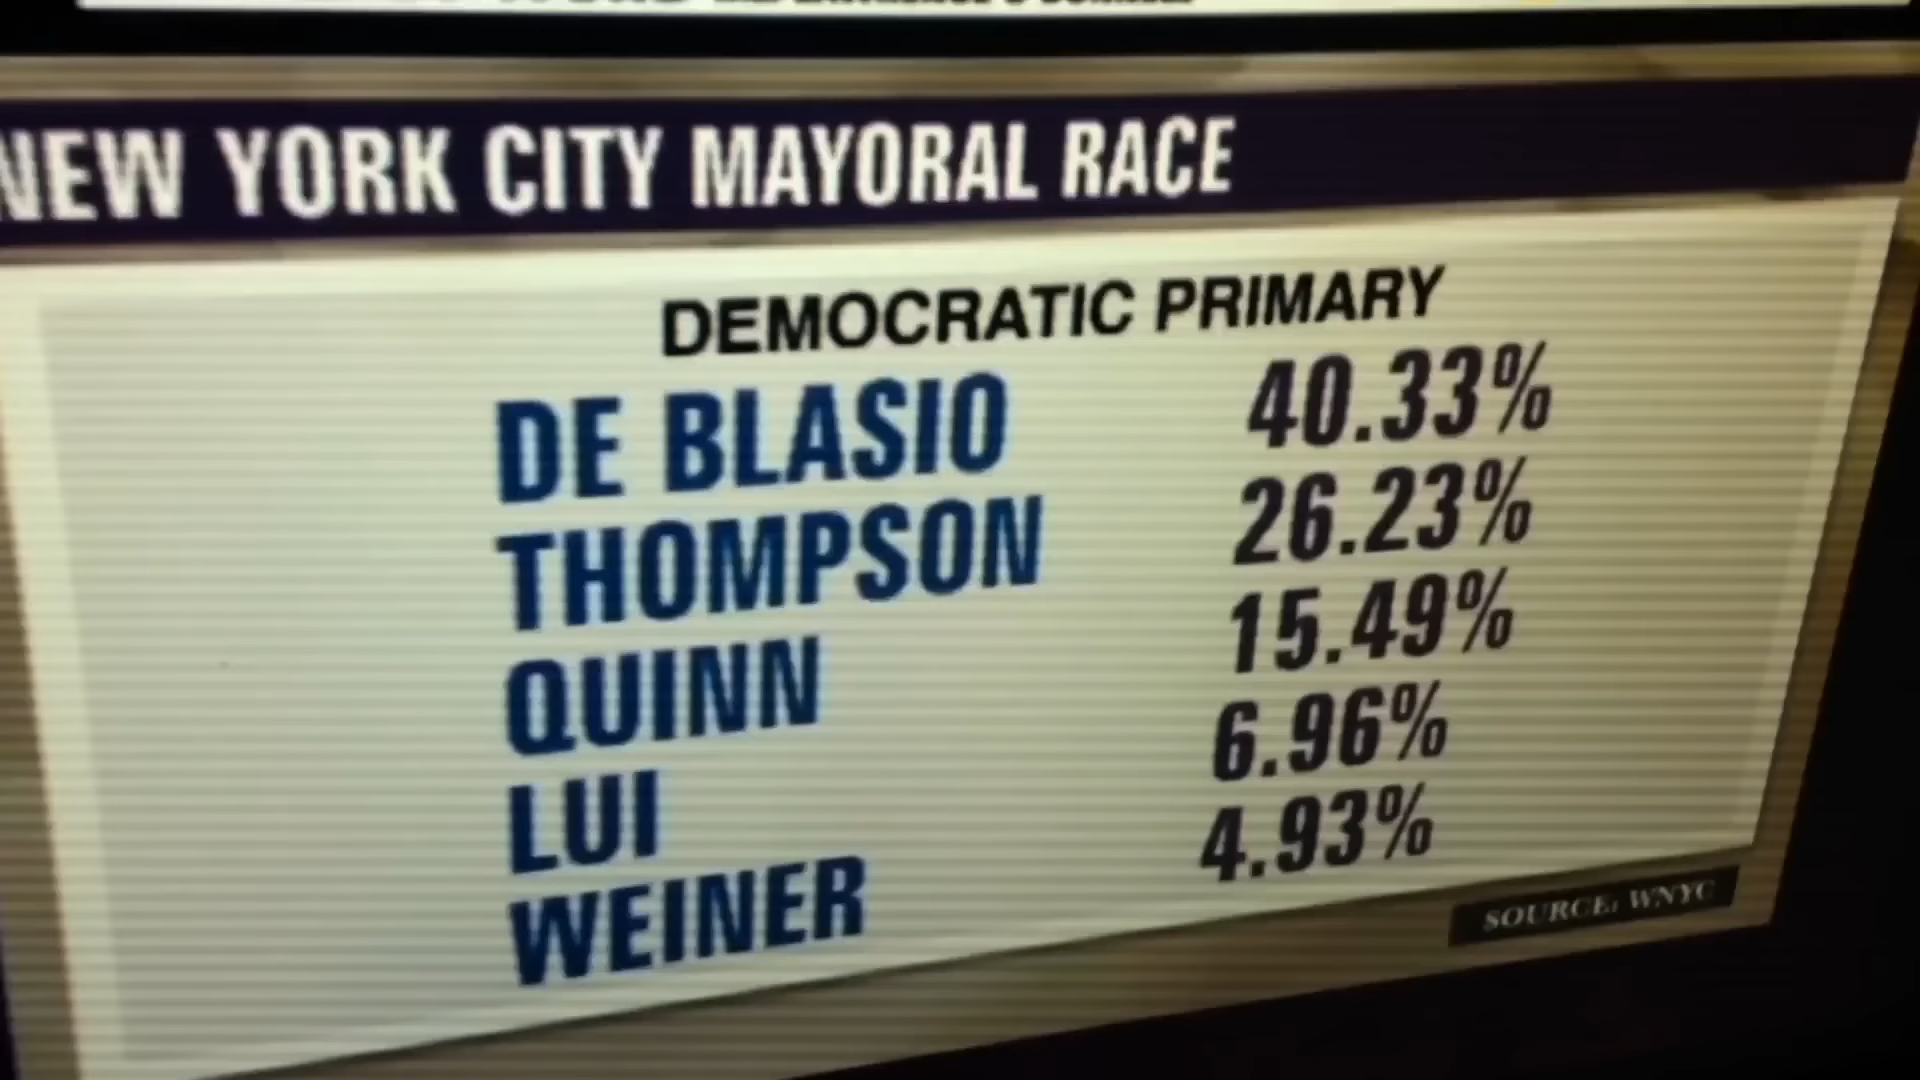 NEW YORK CITY MAYORAL RACE
DEMOCRATIC PRIMARY
DE BLASIO 40.33%
THOMPSON 26.23%
QUINN 15.49%
LUI 6.96%
WEINER 4.93%
SOURCE: WNYC